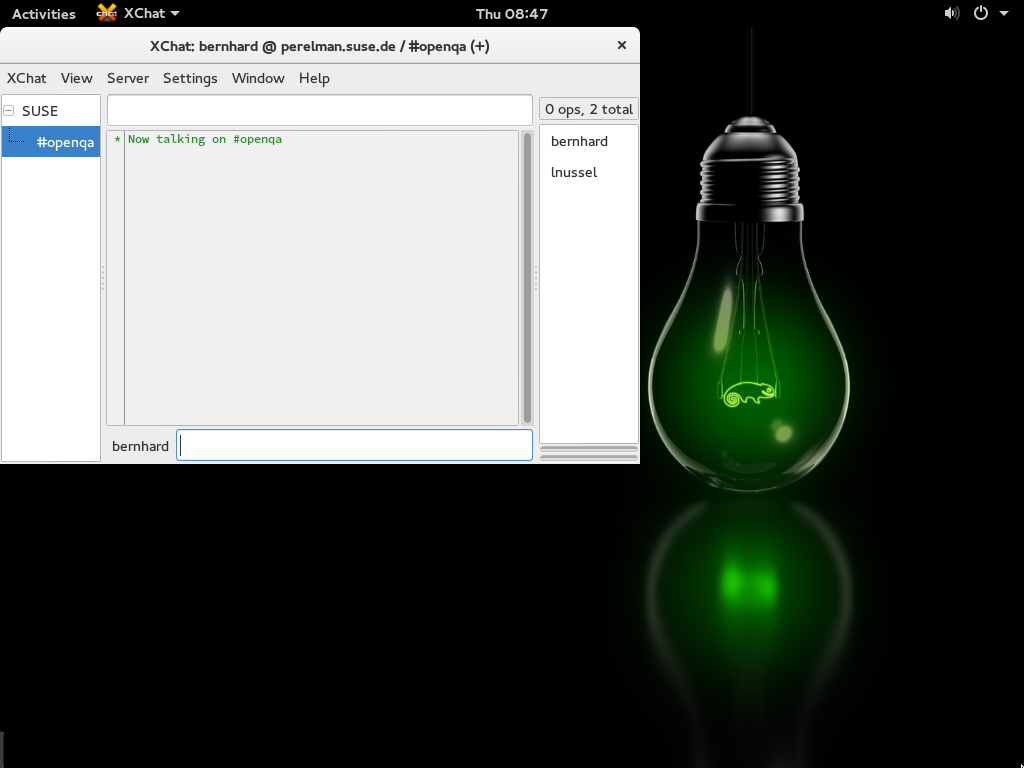 Activities XChat Thu 08:47
XChat: bernhard @ perelman.suse.de / #openqa (+)
XChat View Server Settings Window Help
SUSE
#openqa
* Now talking on #openqa
0 ops, 2 total
bernhard
lnussel
bernhard